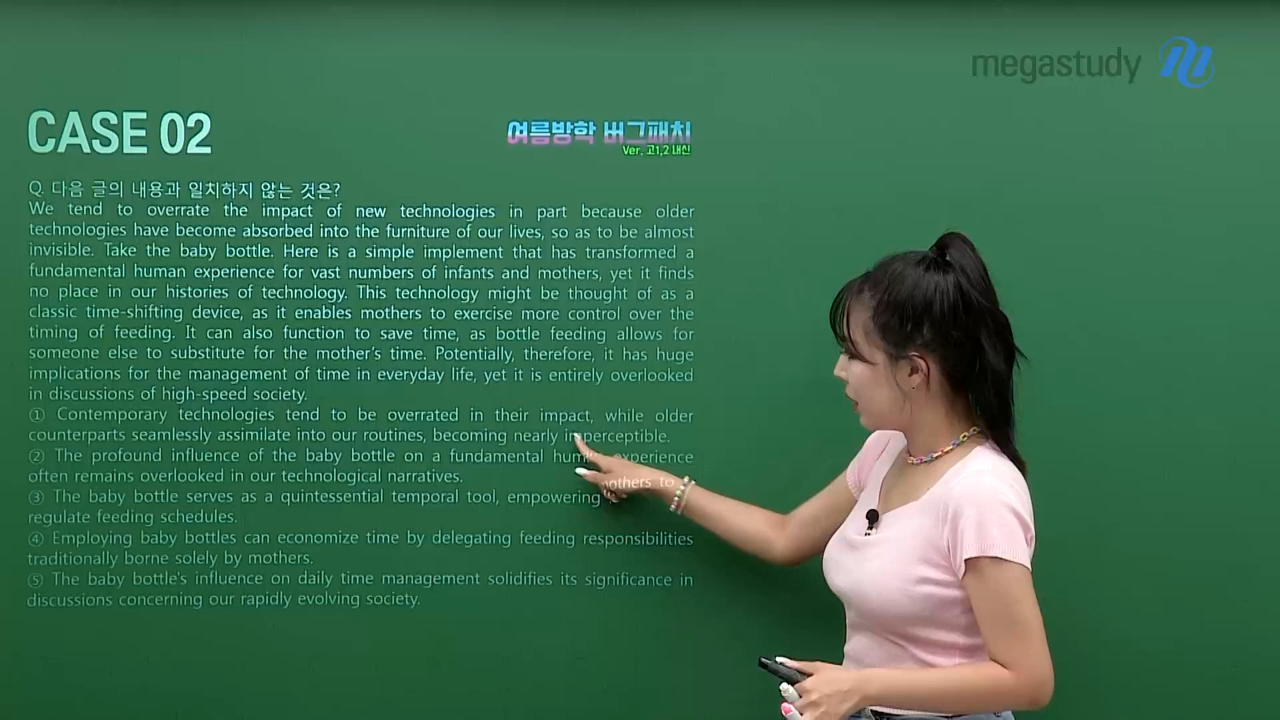 megastudy
CASE 02
여름방학 버그패치
Ver. 고1,2 내신
Q. 다음 글의 내용과 일치하지 않는 것은?
We tend to overrate the impact of new technologies in part because older
technologies have become absorbed into the furniture of our lives, so as to be almost
invisible. Take the baby bottle. Here is a simple implement that has transformed a
fundamental human experience for vast numbers of infants and mothers, yet it finds
no place in our histories of technology. This technology might be thought of as a
classic time-shifting device, as it enables mothers to exercise more control over the
timing of feeding. It can also function to save time, as bottle feeding allows for
someone else to substitute for the mother's time. Potentially, therefore, it has huge
implications for the management of time in everyday life, yet it is entirely overlooked
in discussions of high-speed society.
① Contemporary technologies tend to be overrated in their impact, while older
counterparts seamlessly assimilate into our routines, becoming nearly imperceptible.
② The profound influence of the baby bottle on a fundamental human experience
often remains overlooked in our technological narratives.
③ The baby bottle serves as a quintessential temporal tool, empowering mothers to
regulate feeding schedules.
④ Employing baby bottles can economize time by delegating feeding responsibilities
traditionally borne solely by mothers.
⑤ The baby bottle's influence on daily time management solidifies its significance in
discussions concerning our rapidly evolving society.